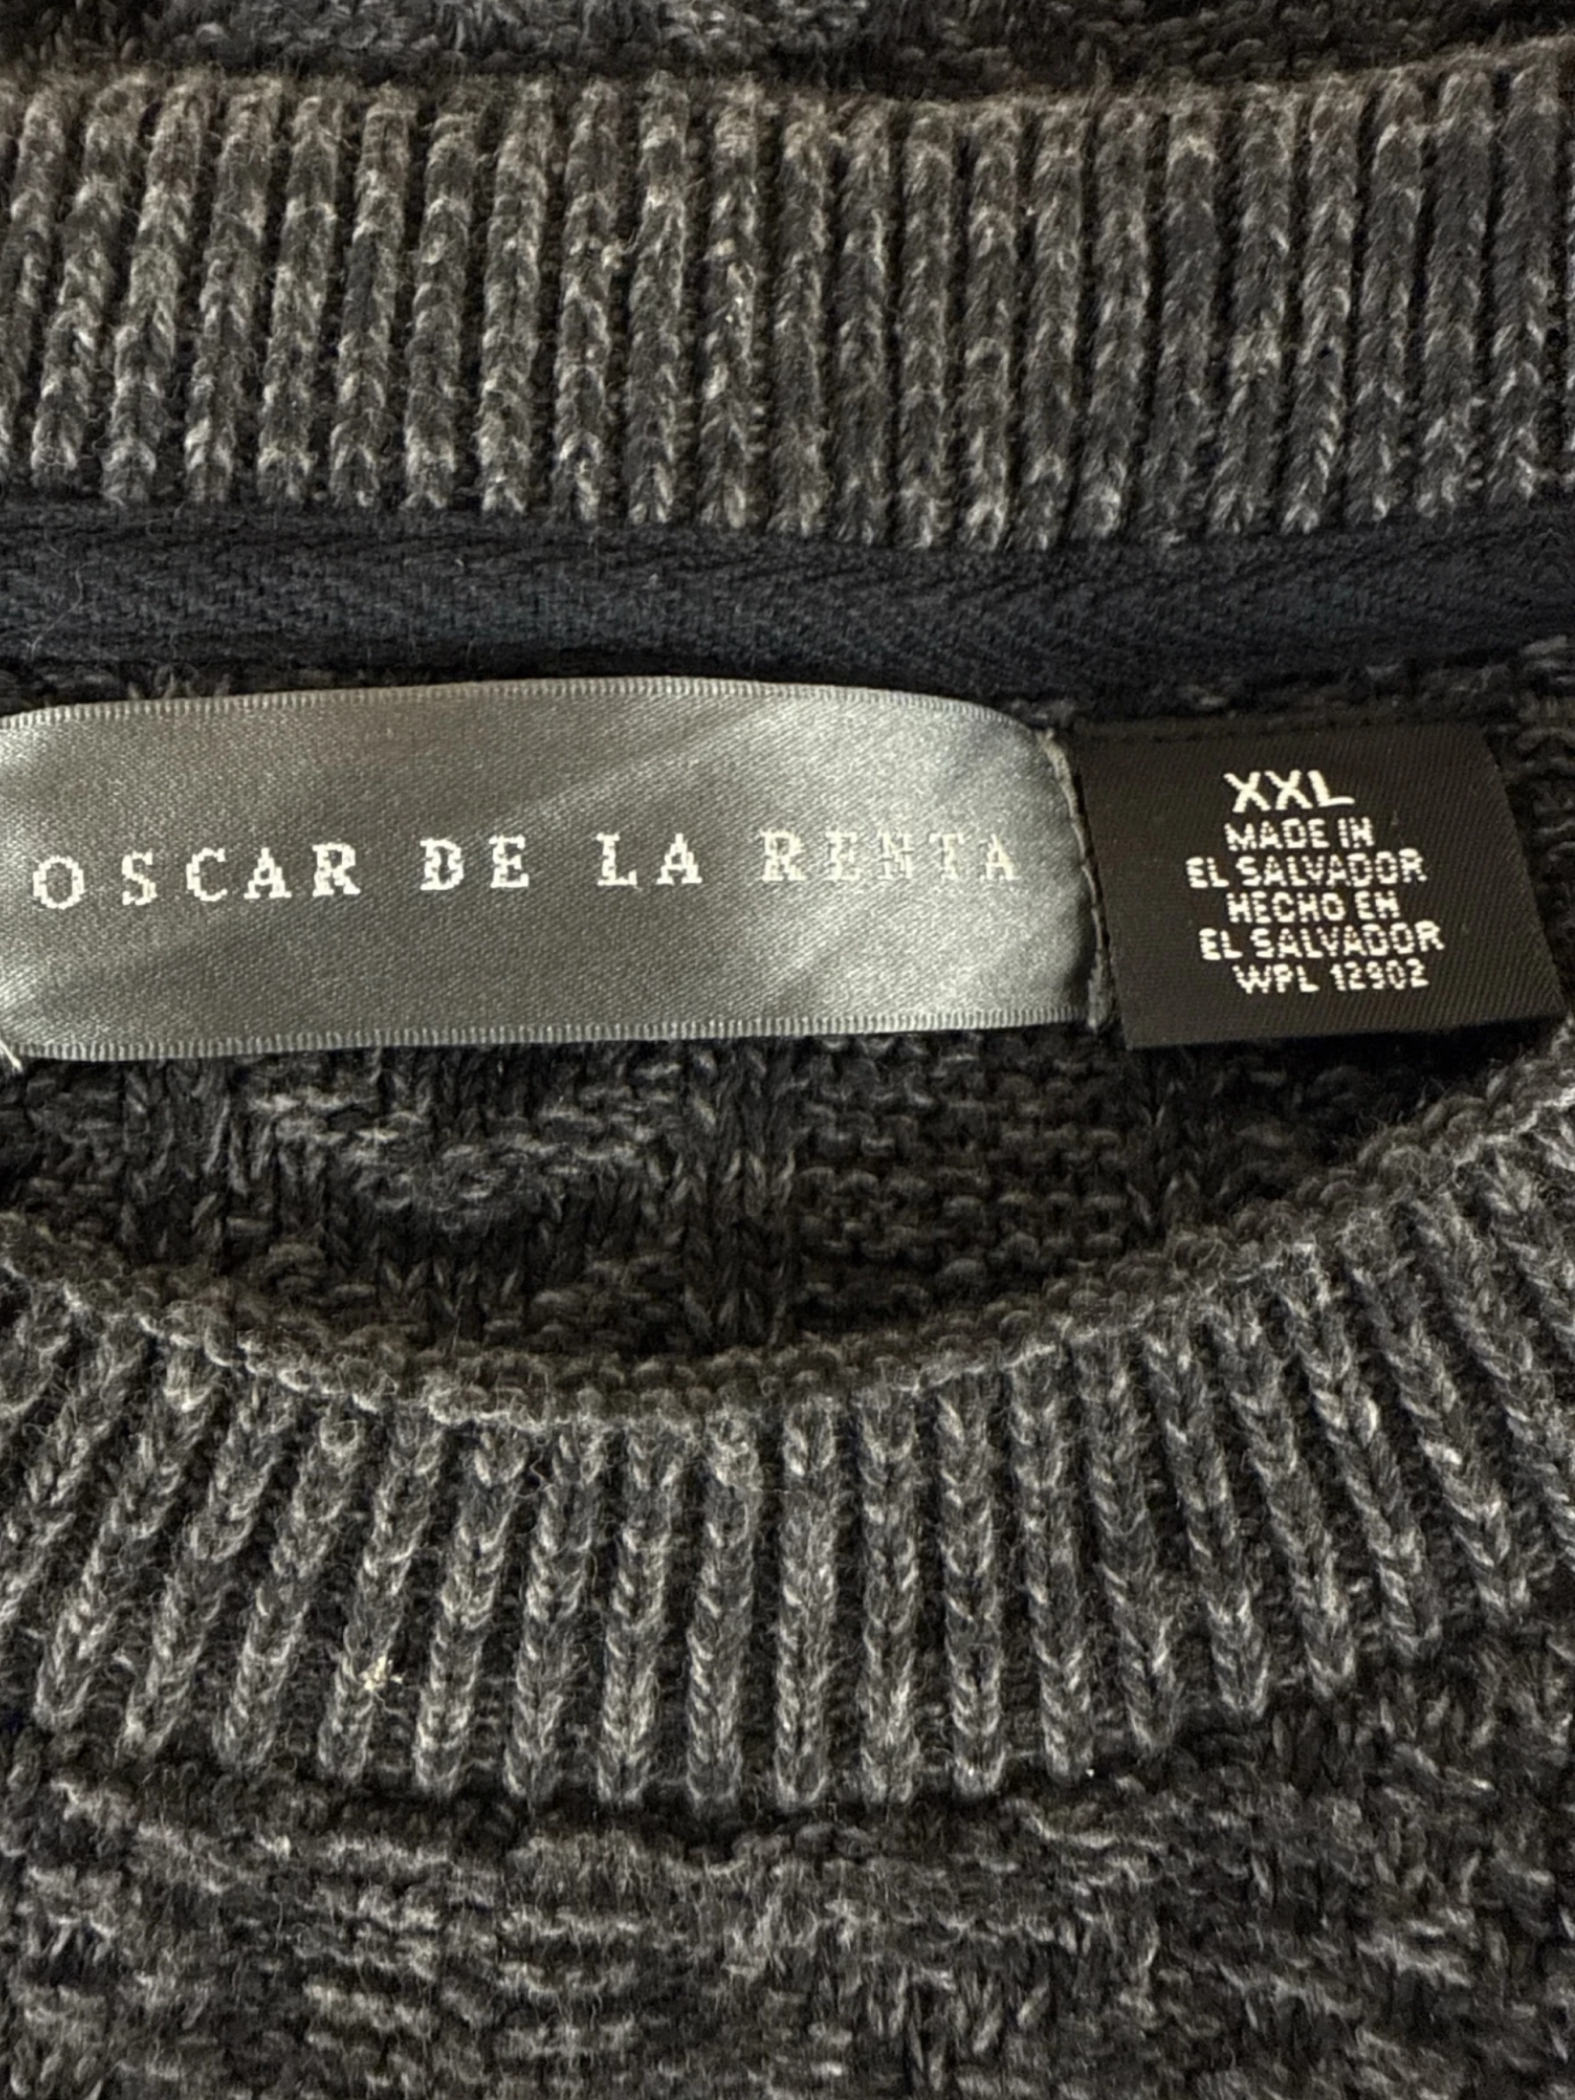 OSCAR DE LA RENTA
XXL
MADE IN
EL SALVADOR
HECHO EN
EL SALVADOR
WPL 12902